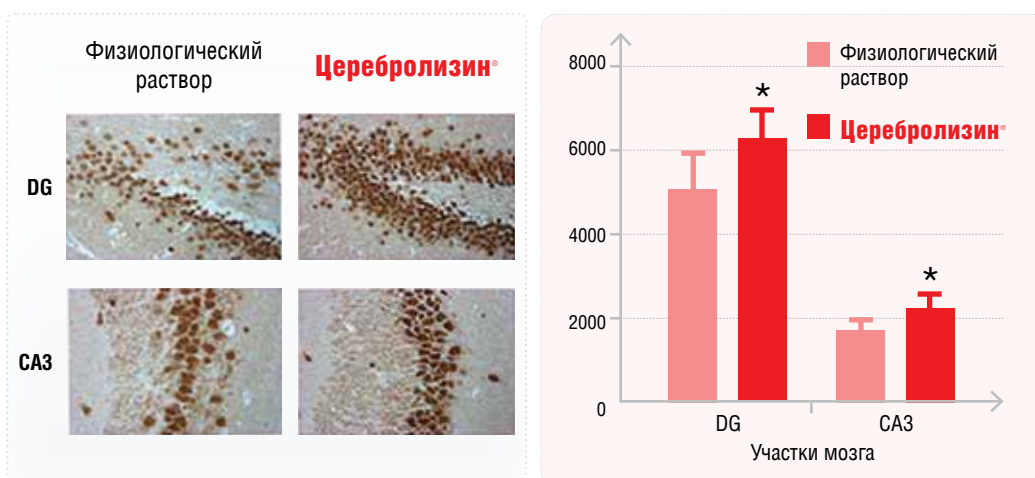 Физиологический
раствор
Церебролизин®
DG
CA3
8000
6000
4000
2000
0
*
*
Физиологический
раствор
Церебролизин®
DG
CA3
Участки мозга